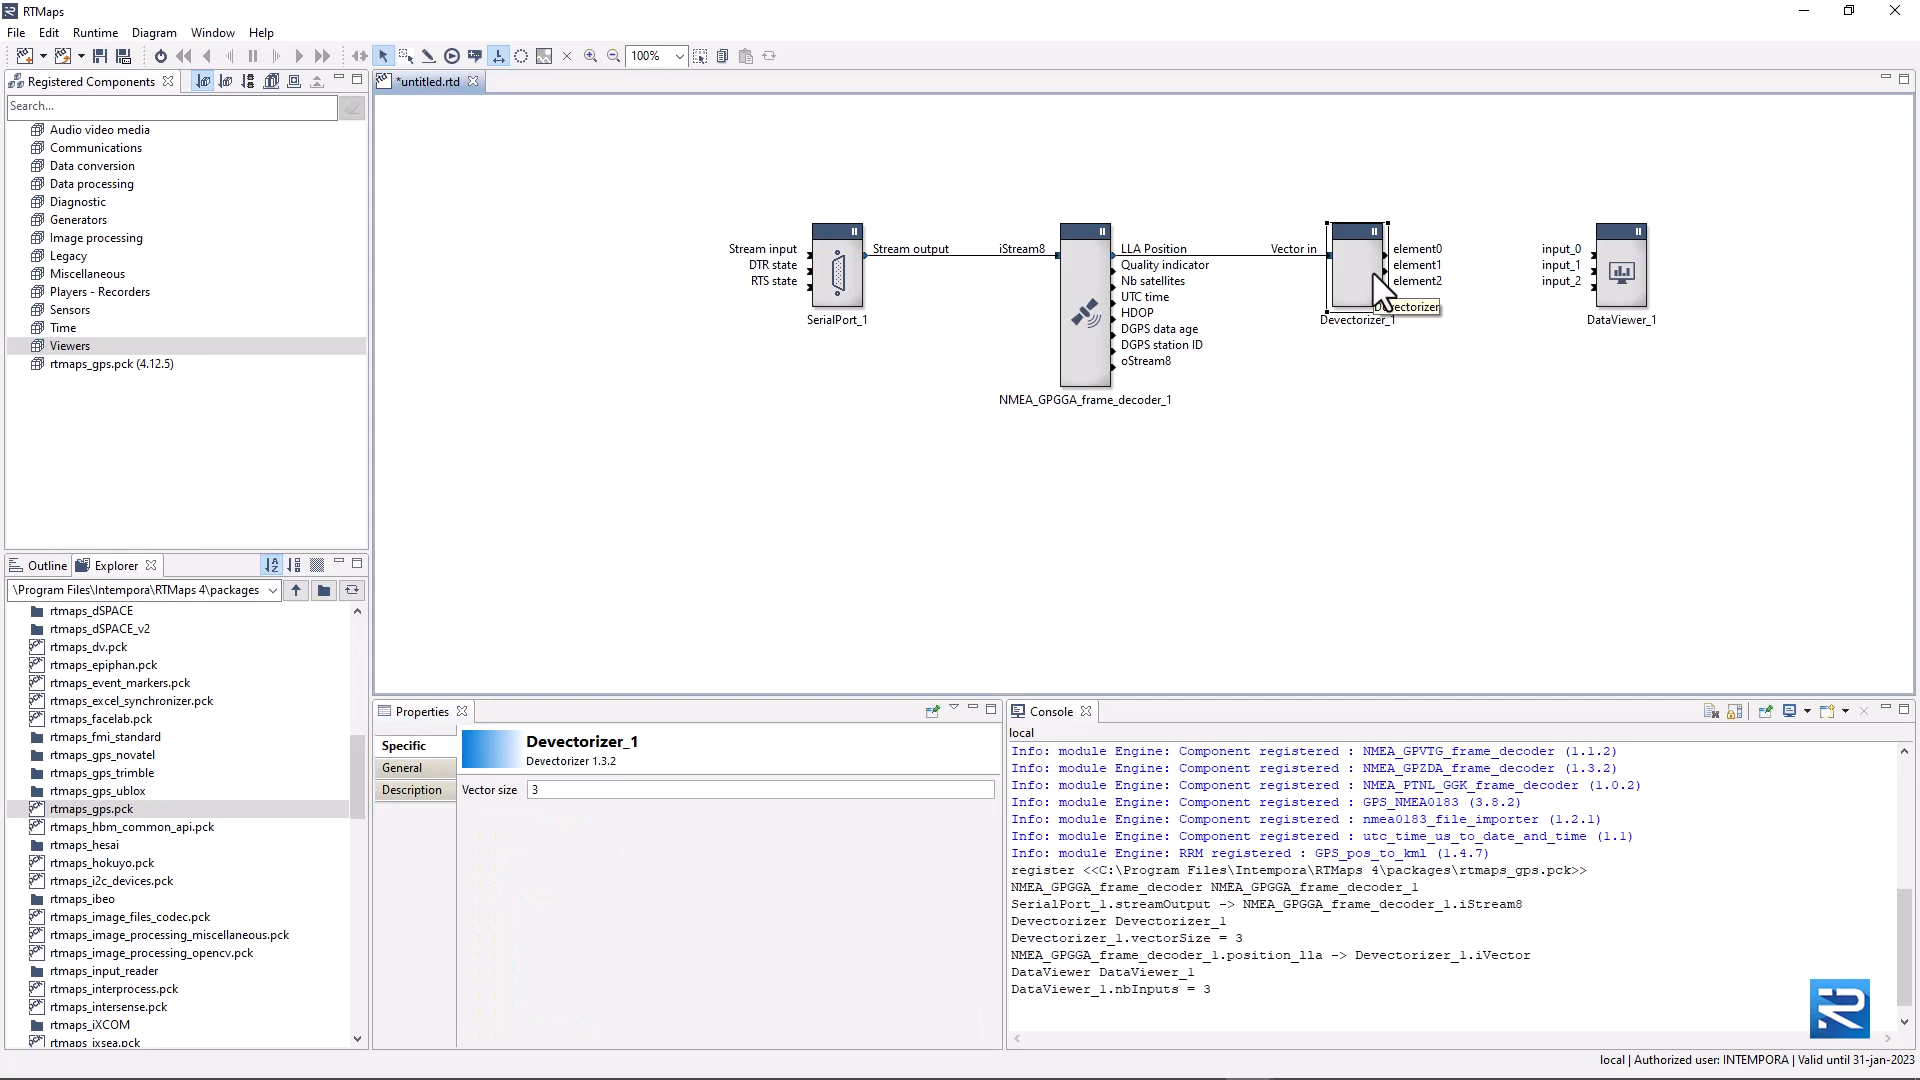 RTMaps
File Edit Runtime Diagram Window Help
100%
Registered Components
*untitled.rtd
Search...
Audio video media
Communications
Data conversion
Data processing
Diagnostic
Generators
Image processing
Legacy
Miscellaneous
Players - Recorders
Sensors
Time
Viewers
rtmaps_gps.pck (4.12.5)
Stream input
DTR state
RTS state
Stream output
SerialPort_1
iStream8
LLA Position
Quality indicator
Nb satellites
UTC time
HDOP
DGPS data age
DGPS station ID
oStream8
NMEA_GPGGA_frame_decoder_1
Vector in
element0
element1
element2
Devectorizer_1
input_0
input_1
input_2
DataViewer_1
Outline Explorer
\Program Files\Intempora\RTMaps 4\packages
rtmaps_dSPACE
rtmaps_dSPACE_v2
rtmaps_dv.pck
rtmaps_epiphan.pck
rtmaps_event_markers.pck
rtmaps_excel_synchronizer.pck
rtmaps_facelab.pck
rtmaps_fmi_standard
rtmaps_gps_novatel
rtmaps_gps_trimble
rtmaps_gps_ublox
rtmaps_gps.pck
rtmaps_hbm_common_api.pck
rtmaps_hesai
rtmaps_hokuyo.pck
rtmaps_i2c_devices.pck
rtmaps_ibeo
rtmaps_image_files_codec.pck
rtmaps_image_processing_miscellaneous.pck
rtmaps_image_processing_opencv.pck
rtmaps_input_reader
rtmaps_interprocess.pck
rtmaps_intersense.pck
rtmaps_iXCOM
rtmaps_ixsea.pck
Properties
Specific
General
Description
Devectorizer_1
Devectorizer 1.3.2
Vector size 3
Console
local
Info: module Engine: Component registered : NMEA_GPVTG_frame_decoder (1.1.2)
Info: module Engine: Component registered : NMEA_GPZDA_frame_decoder (1.3.2)
Info: module Engine: Component registered : NMEA_PTNL_GGK_frame_decoder (1.0.2)
Info: module Engine: Component registered : GPS_NMEA0183 (3.8.2)
Info: module Engine: Component registered : nmea0183_file_importer (1.2.1)
Info: module Engine: Component registered : utc_time_us_to_date_and_time (1.1)
Info: module Engine: RRM registered : GPS_pos_to_kml (1.4.7)
register <<C:\Program Files\Intempora\RTMaps 4\packages\rtmaps_gps.pck>>
NMEA_GPGGA_frame_decoder NMEA_GPGGA_frame_decoder_1
SerialPort_1.streamOutput -> NMEA_GPGGA_frame_decoder_1.iStream8
Devectorizer Devectorizer_1
Devectorizer_1.vectorSize = 3
NMEA_GPGGA_frame_decoder_1.position_lla -> Devectorizer_1.iVector
DataViewer DataViewer_1
DataViewer_1.nbInputs = 3
local | Authorized user: INTEMPORA | Valid until 31-jan-2023